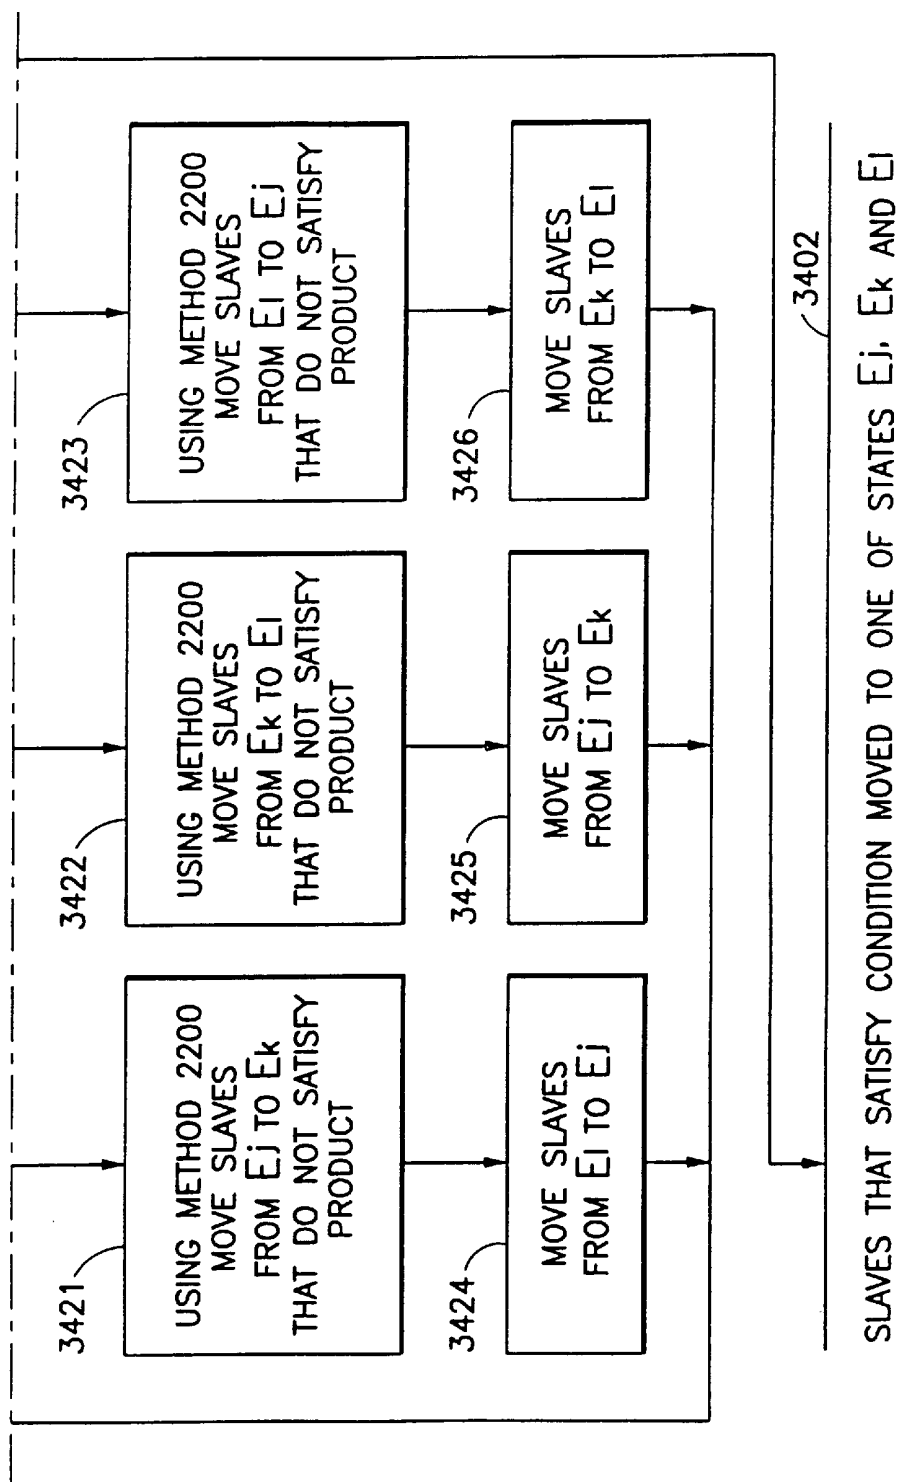 3421
USING METHOD 2200
MOVE SLAVES
FROM Ej TO Ek
THAT DO NOT SATISFY
PRODUCT
3422
USING METHOD 2200
MOVE SLAVES
FROM Ek TO El
THAT DO NOT SATISFY
PRODUCT
3423
USING METHOD 2200
MOVE SLAVES
FROM El TO Ej
THAT DO NOT SATISFY
PRODUCT
3424
MOVE SLAVES
FROM El TO Ej
3425
MOVE SLAVES
FROM Ej TO Ek
3426
MOVE SLAVES
FROM Ek TO El
3402
SLAVES THAT SATISFY CONDITION MOVED TO ONE OF STATES Ej, Ek AND El